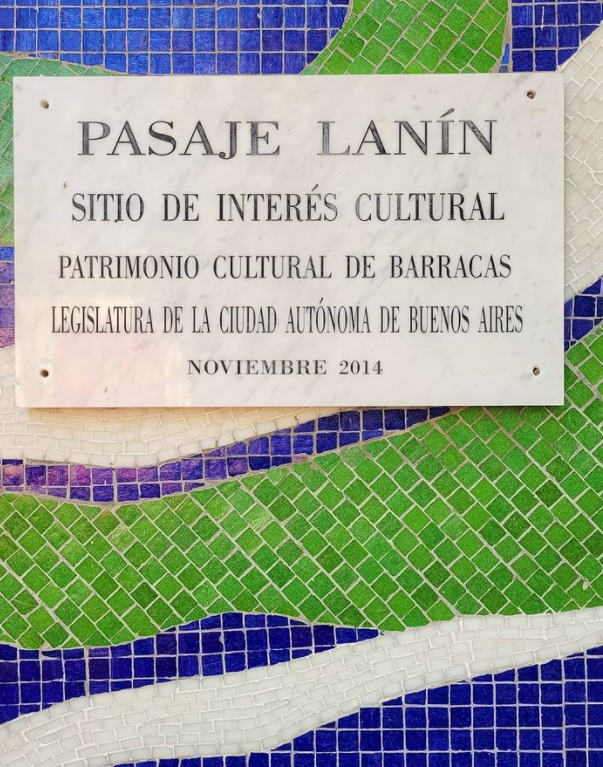 PASAJE LANÍN
SITIO DE INTERÉS CULTURAL
PATRIMONIO CULTURAL DE BARRACAS
LEGISLATURA DE LA CIUDAD AUTÓNOMA DE BUENOS AIRES
NOVIEMBRE 2014